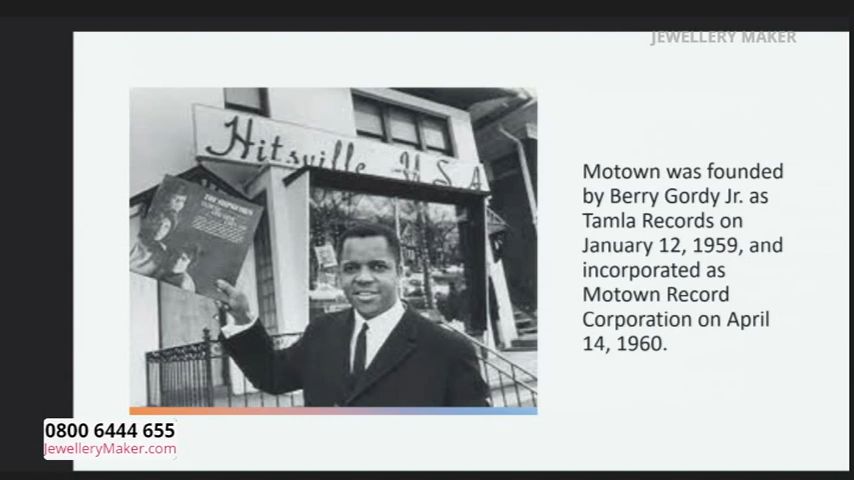 JEWELLERY MAKER
Hitsville U.S.A
THE SUPREMES
Motown was founded
by Berry Gordy Jr. as
Tamla Records on
January 12, 1959, and
incorporated as
Motown Record
Corporation on April
14, 1960.
0800 6444 655
JewelleryMaker.com